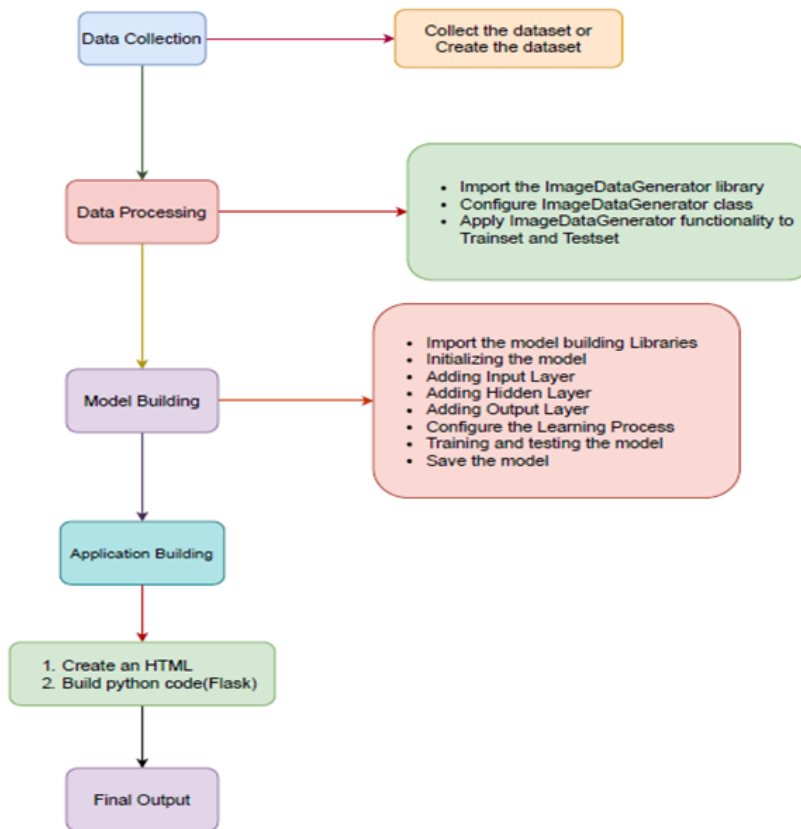 Data Collection
Collect the dataset or
Create the dataset
Data Processing
• Import the ImageDataGenerator library
• Configure ImageDataGenerator class
• Apply ImageDataGenerator functionality to
Trainset and Testset
Model Building
• Import the model building Libraries
• Initializing the model
• Adding Input Layer
• Adding Hidden Layer
• Adding Output Layer
• Configure the Learning Process
• Training and testing the model
• Save the model
Application Building
1. Create an HTML
2. Build python code(Flask)
Final Output